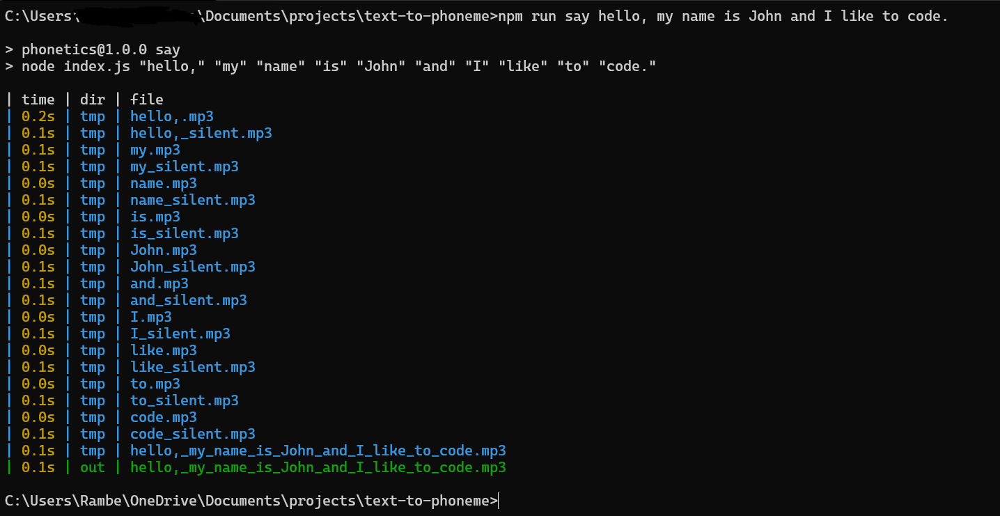 C:\Users\ \Documents\projects\text-to-phoneme>npm run say hello, my name is John and I like to code.
> phonetics@1.0.0 say
> node index.js "hello," "my" "name" "is" "John" "and" "I" "like" "to" "code."
| time | dir | file
| 0.2s | tmp | hello,.mp3
| 0.1s | tmp | hello,_silent.mp3
| 0.1s | tmp | my.mp3
| 0.1s | tmp | my_silent.mp3
| 0.0s | tmp | name.mp3
| 0.1s | tmp | name_silent.mp3
| 0.0s | tmp | is.mp3
| 0.1s | tmp | is_silent.mp3
| 0.0s | tmp | John.mp3
| 0.1s | tmp | John_silent.mp3
| 0.1s | tmp | and.mp3
| 0.1s | tmp | and_silent.mp3
| 0.0s | tmp | I.mp3
| 0.1s | tmp | I_silent.mp3
| 0.0s | tmp | like.mp3
| 0.1s | tmp | like_silent.mp3
| 0.0s | tmp | to.mp3
| 0.1s | tmp | to_silent.mp3
| 0.0s | tmp | code.mp3
| 0.1s | tmp | code_silent.mp3
| 0.1s | tmp | hello,_my_name_is_John_and_I_like_to_code.mp3
| 0.1s | out | hello,_my_name_is_John_and_I_like_to_code.mp3
C:\Users\Rambe\OneDrive\Documents\projects\text-to-phoneme>